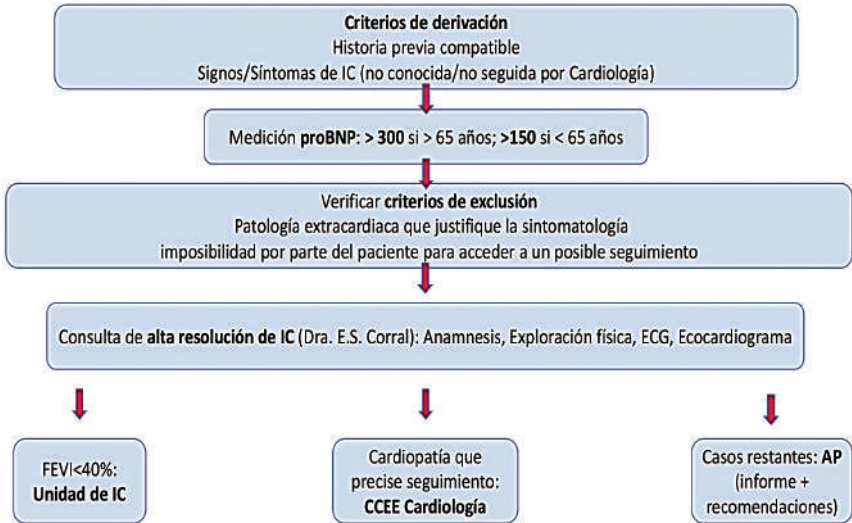 Criterios de derivación
Historia previa compatible
Signos/Síntomas de IC (no conocida/no seguida por Cardiología)
Medición proBNP: > 300 si > 65 años; >150 si < 65 años
Verificar criterios de exclusión
Patología extracardiaca que justifique la sintomatología
imposibilidad por parte del paciente para acceder a un posible seguimiento
Consulta de alta resolución de IC (Dra. E.S. Corral): Anamnesis, Exploración física, ECG, Ecocardiograma
FEVI<40%:
Unidad de IC
Cardiopatía que
precise seguimiento:
CCEE Cardiología
Casos restantes: AP
(informe +
recomendaciones)